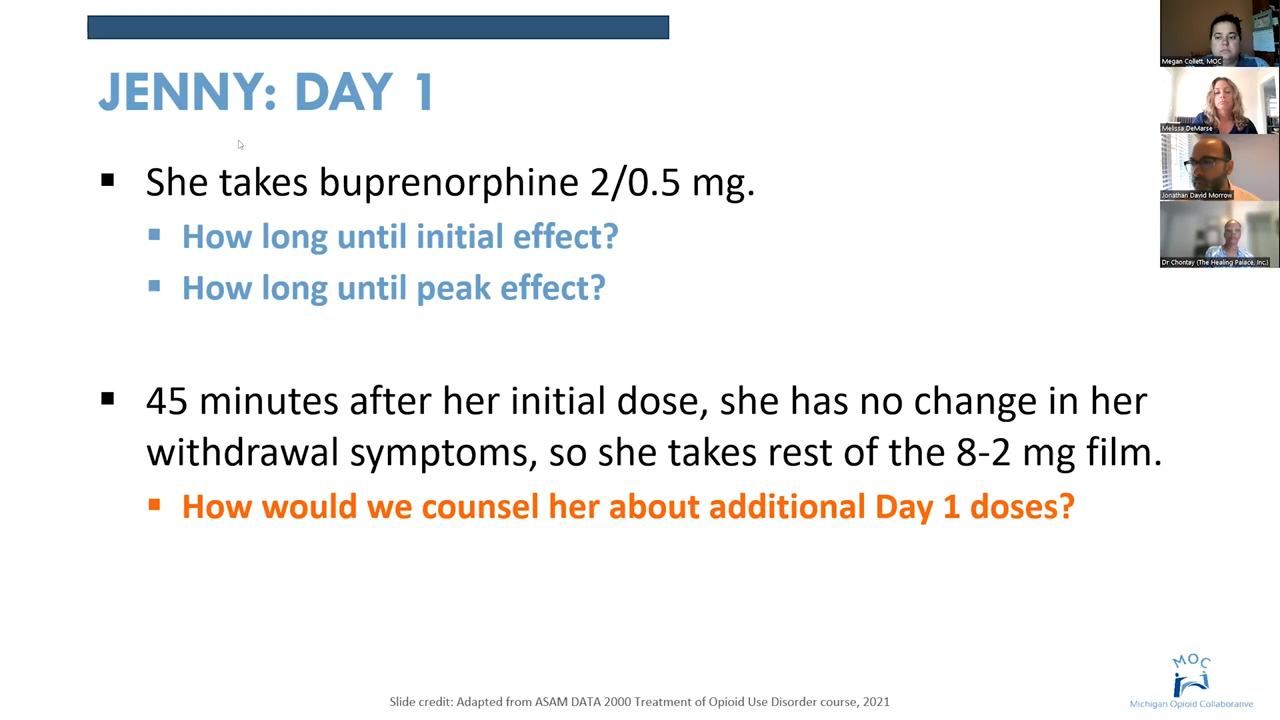 JENNY: DAY 1
▪ She takes buprenorphine 2/0.5 mg.
▪ How long until initial effect?
▪ How long until peak effect?
▪ 45 minutes after her initial dose, she has no change in her
withdrawal symptoms, so she takes rest of the 8-2 mg film.
▪ How would we counsel her about additional Day 1 doses?
Slide credit: Adapted from ASAM DATA 2000 Treatment of Opioid Use Disorder course, 2021
MOC
Michigan Opioid Collaborative
Megan Collett, MOC
Melissa DeMarse
Jonathan David Morrow
Dr Chontay (The Healing Palace, Inc.)